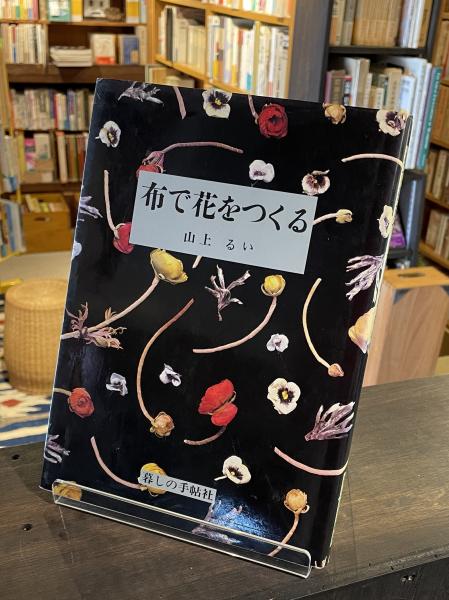 布で花をつくる
山上 るい
暮しの手帖社